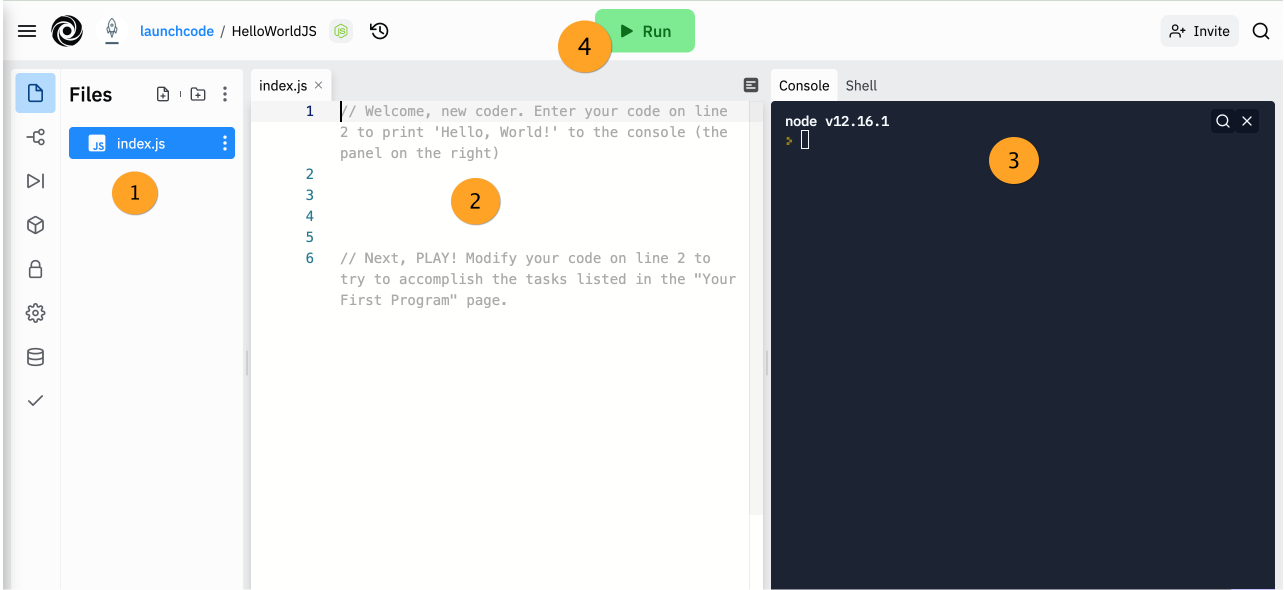 launchcode / HelloWorldJS
4
Run
Invite
Files
index.js
1
index.js
1 // Welcome, new coder. Enter your code on line
2 to print 'Hello, World!' to the console (the
panel on the right)
2
3
4
5
6 // Next, PLAY! Modify your code on line 2 to
try to accomplish the tasks listed in the "Your
First Program" page.
2
Console Shell
node v12.16.1
3